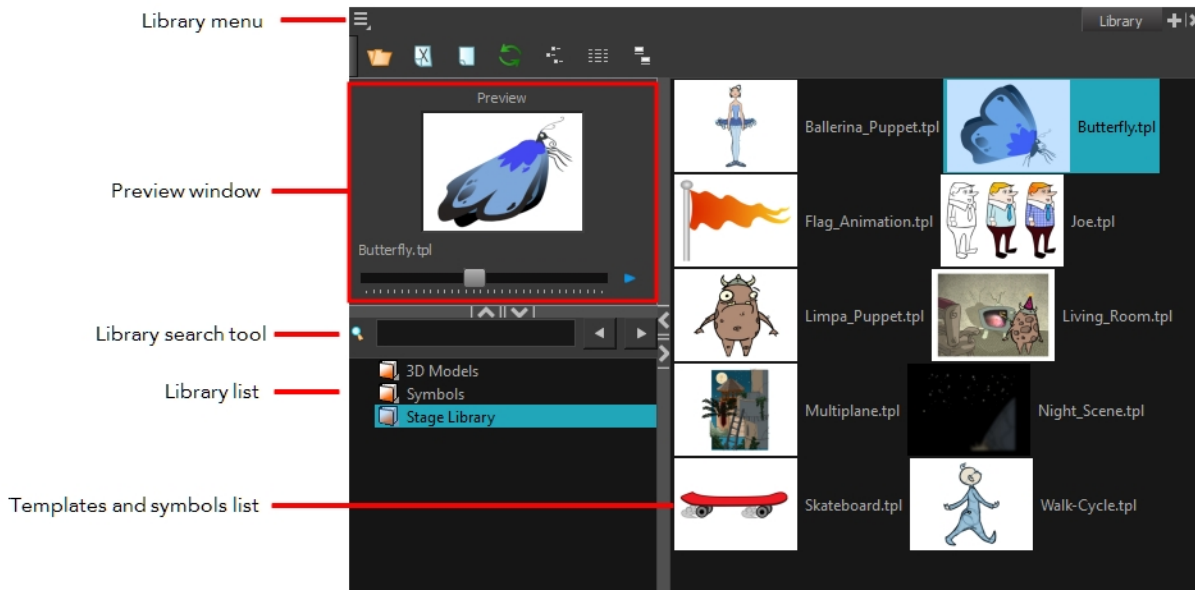 Library menu
Library
Preview window
Preview
Butterfly.tpl
Library search tool
Library list
3D Models
Symbols
Stage Library
Templates and symbols list
Ballerina_Puppet.tpl
Butterfly.tpl
Flag_Animation.tpl
Joe.tpl
Limpa_Puppet.tpl
Living_Room.tpl
Multiplane.tpl
Night_Scene.tpl
Skateboard.tpl
Walk-Cycle.tpl